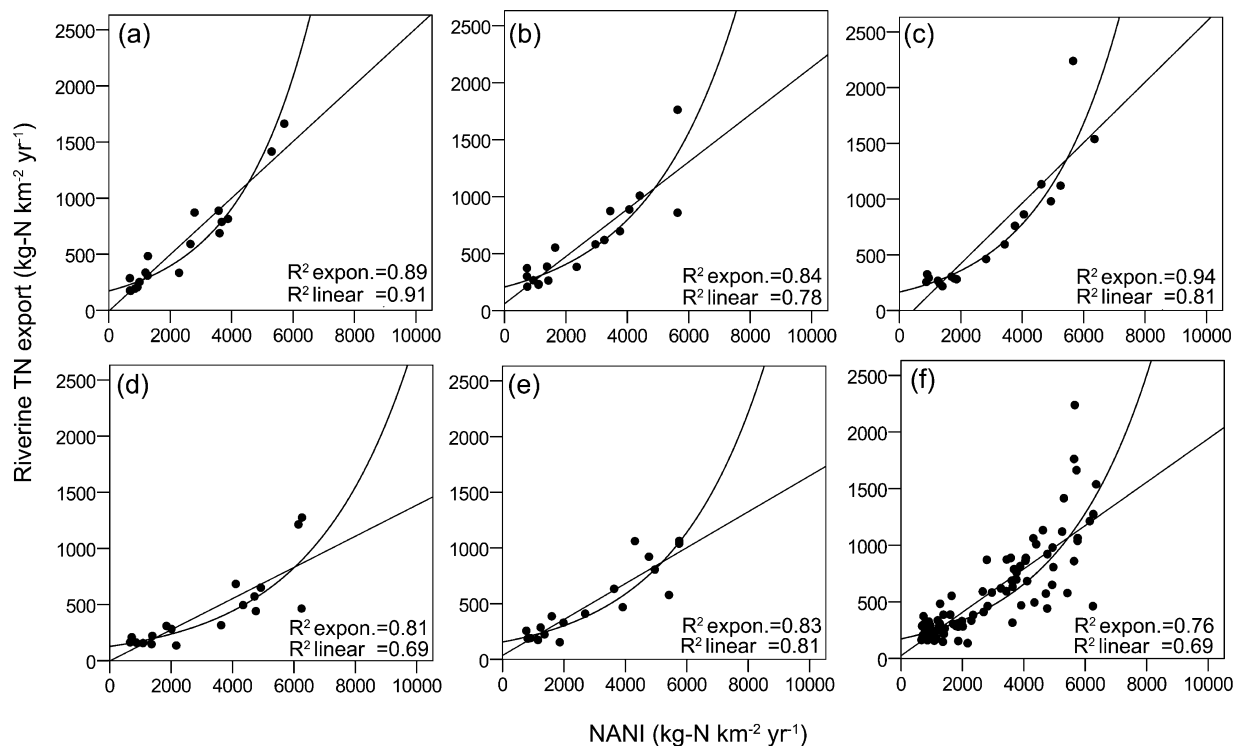 Riverine TN export (kg-N km-2 yr-1)
(a)
2500
2000
1500
1000
500
0
R2 expon.=0.89
R2 linear =0.91
0 2000 4000 6000 8000 10000
(b)
2500
2000
1500
1000
500
0
R2 expon.=0.84
R2 linear =0.78
0 2000 4000 6000 8000 10000
(c)
2500
2000
1500
1000
500
0
R2 expon.=0.94
R2 linear =0.81
0 2000 4000 6000 8000 10000
(d)
2500
2000
1500
1000
500
0
R2 expon.=0.81
R2 linear =0.69
0 2000 4000 6000 8000 10000
(e)
2500
2000
1500
1000
500
0
R2 expon.=0.83
R2 linear =0.81
0 2000 4000 6000 8000 10000
(f)
2500
2000
1500
1000
500
0
R2 expon.=0.76
R2 linear =0.69
0 2000 4000 6000 8000 10000
NANI (kg-N km-2 yr-1)